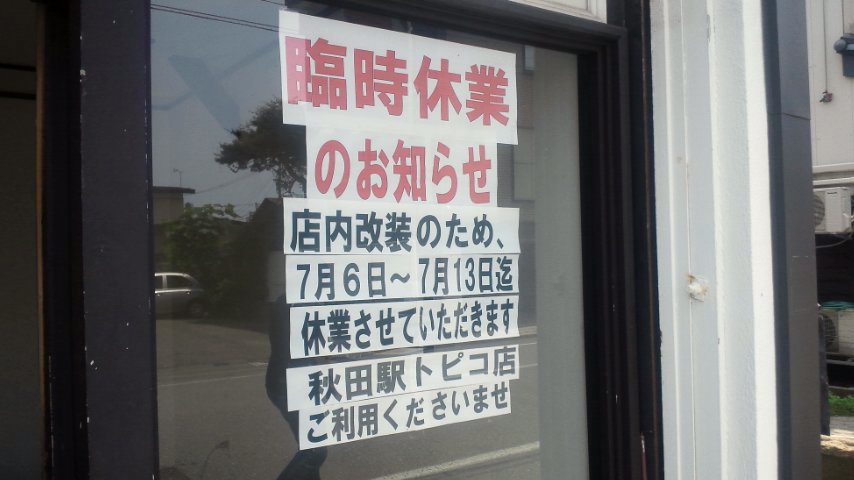 臨時休業
のお知らせ
店内改装のため、
7月6日～7月13日迄
休業させていただきます
秋田駅トピコ店
ご利用くださいませ